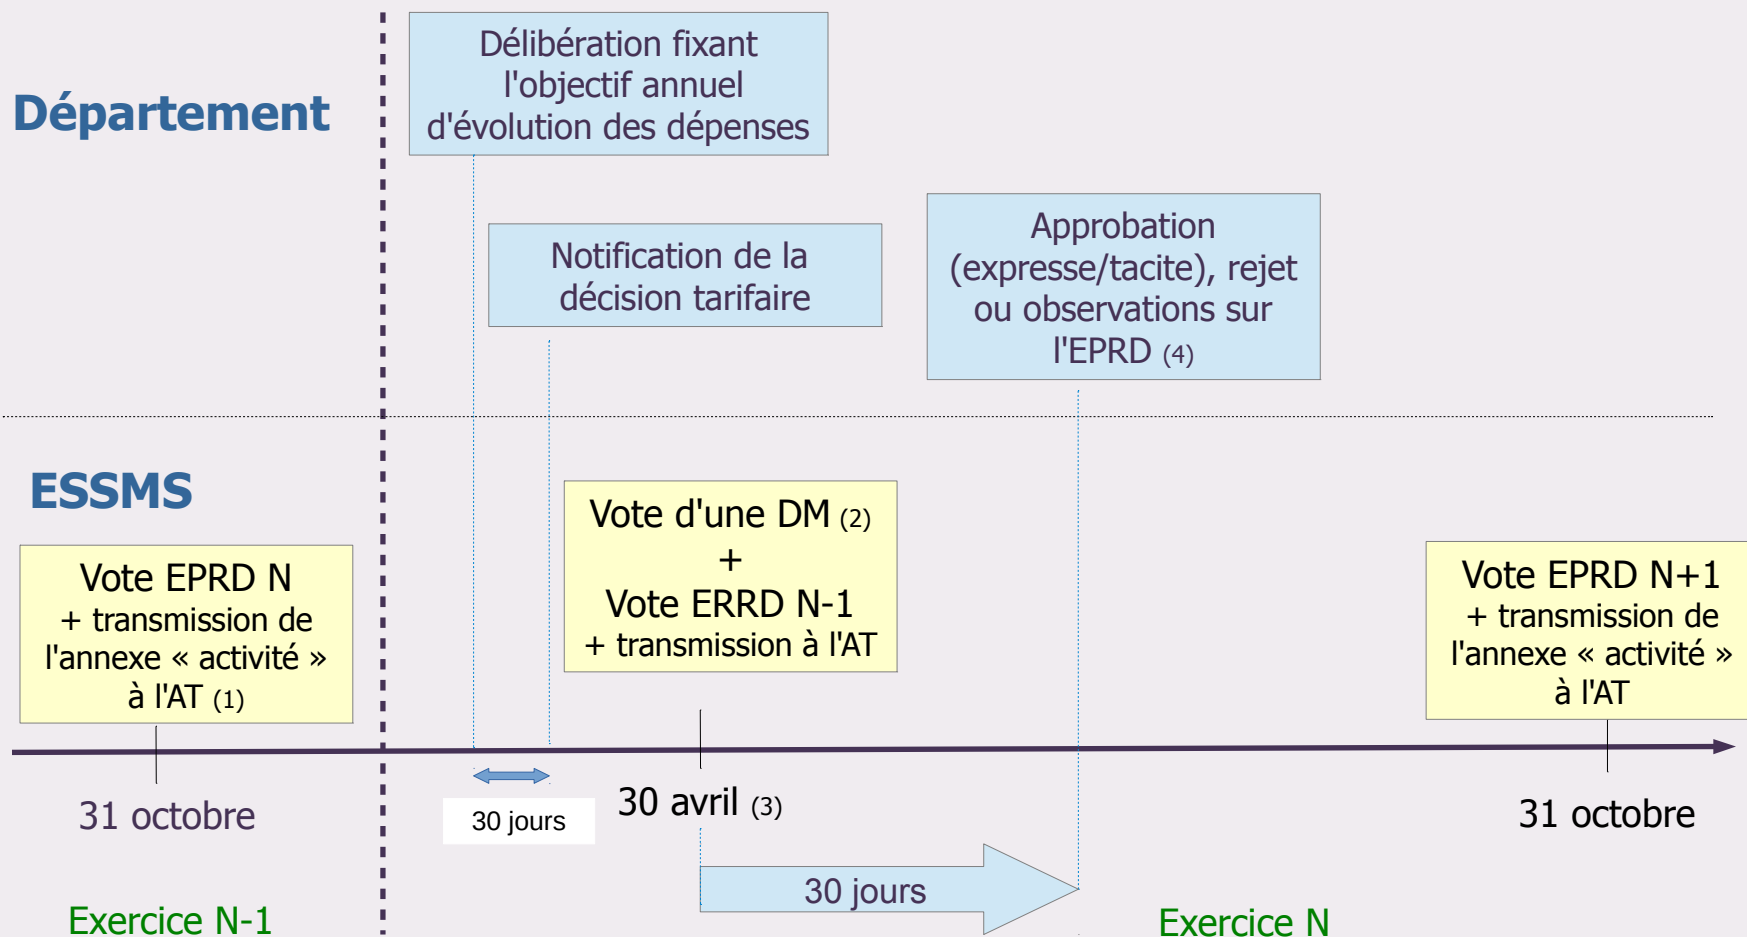 Département
Délibération fixant
l'objectif annuel
d'évolution des dépenses
Notification de la
décision tarifaire
Approbation
(expresse/tacite), rejet
ou observations sur
l'EPRD (4)
ESSMS
Vote EPRD N
+ transmission de
l'annexe « activité »
à l'AT (1)
Vote d'une DM (2)
+
Vote ERRD N-1
+ transmission à l'AT
Vote EPRD N+1
+ transmission de
l'annexe « activité »
à l'AT
31 octobre
30 jours
30 avril (3)
31 octobre
30 jours
Exercice N-1
Exercice N